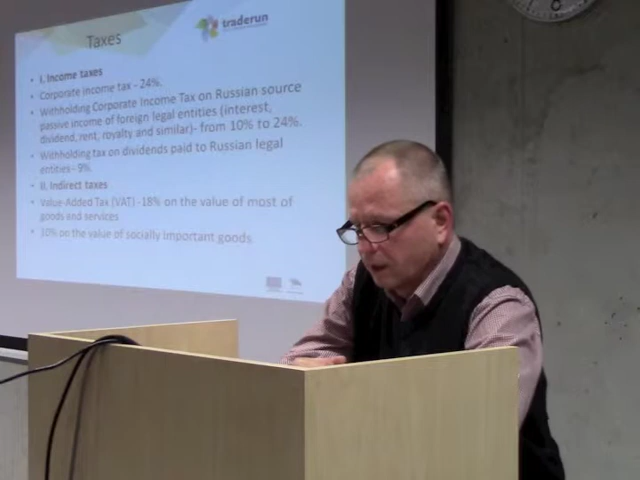 Taxes
traderun
I. Income taxes
Corporate income tax - 24%.
Withholding Corporate Income Tax on Russian source
passive income of foreign legal entities (interest,
dividend, rent, royalty and similar)- from 10% to 24%.
Withholding tax on dividends paid to Russian legal
entities - 9%.
II. Indirect taxes
Value-Added Tax (VAT) -18% on the value of most of
goods and services
10% on the value of socially important goods